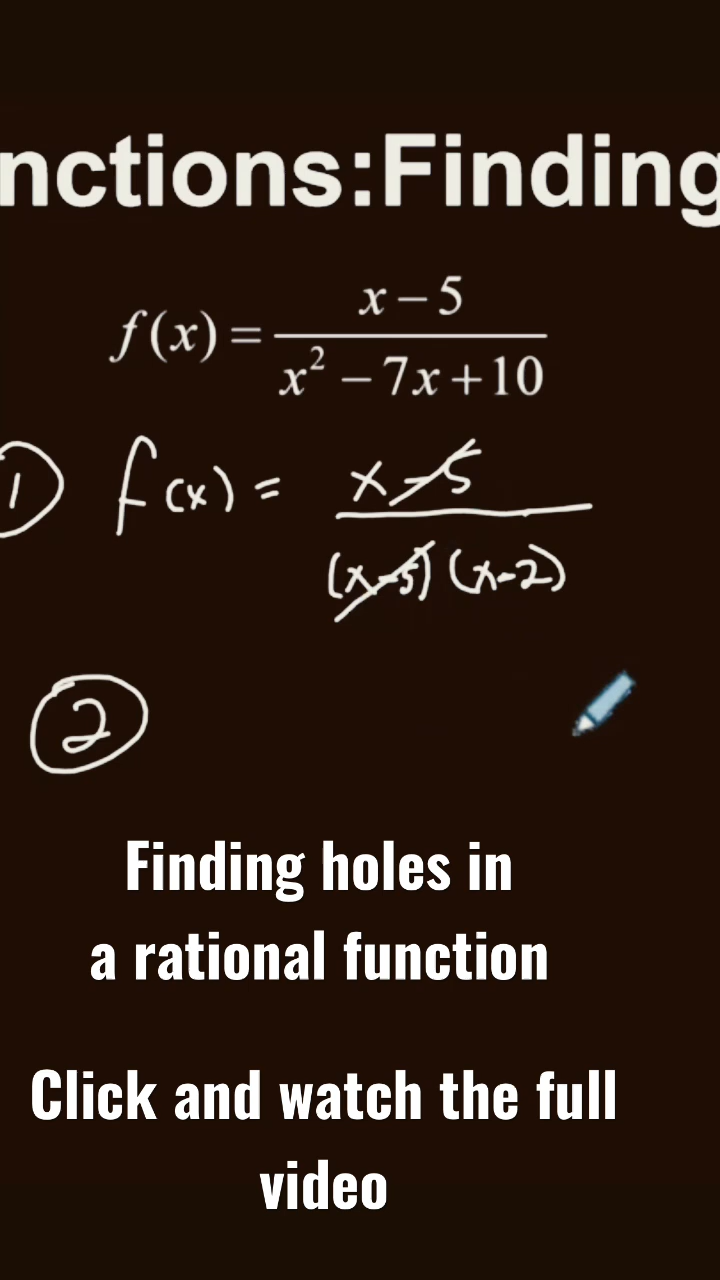 nctions:Finding
f(x) = x − 5 / x² − 7x + 10
1 f(x) = x-5 / (x-5)(x-2)
2
Finding holes in
a rational function
Click and watch the full
video